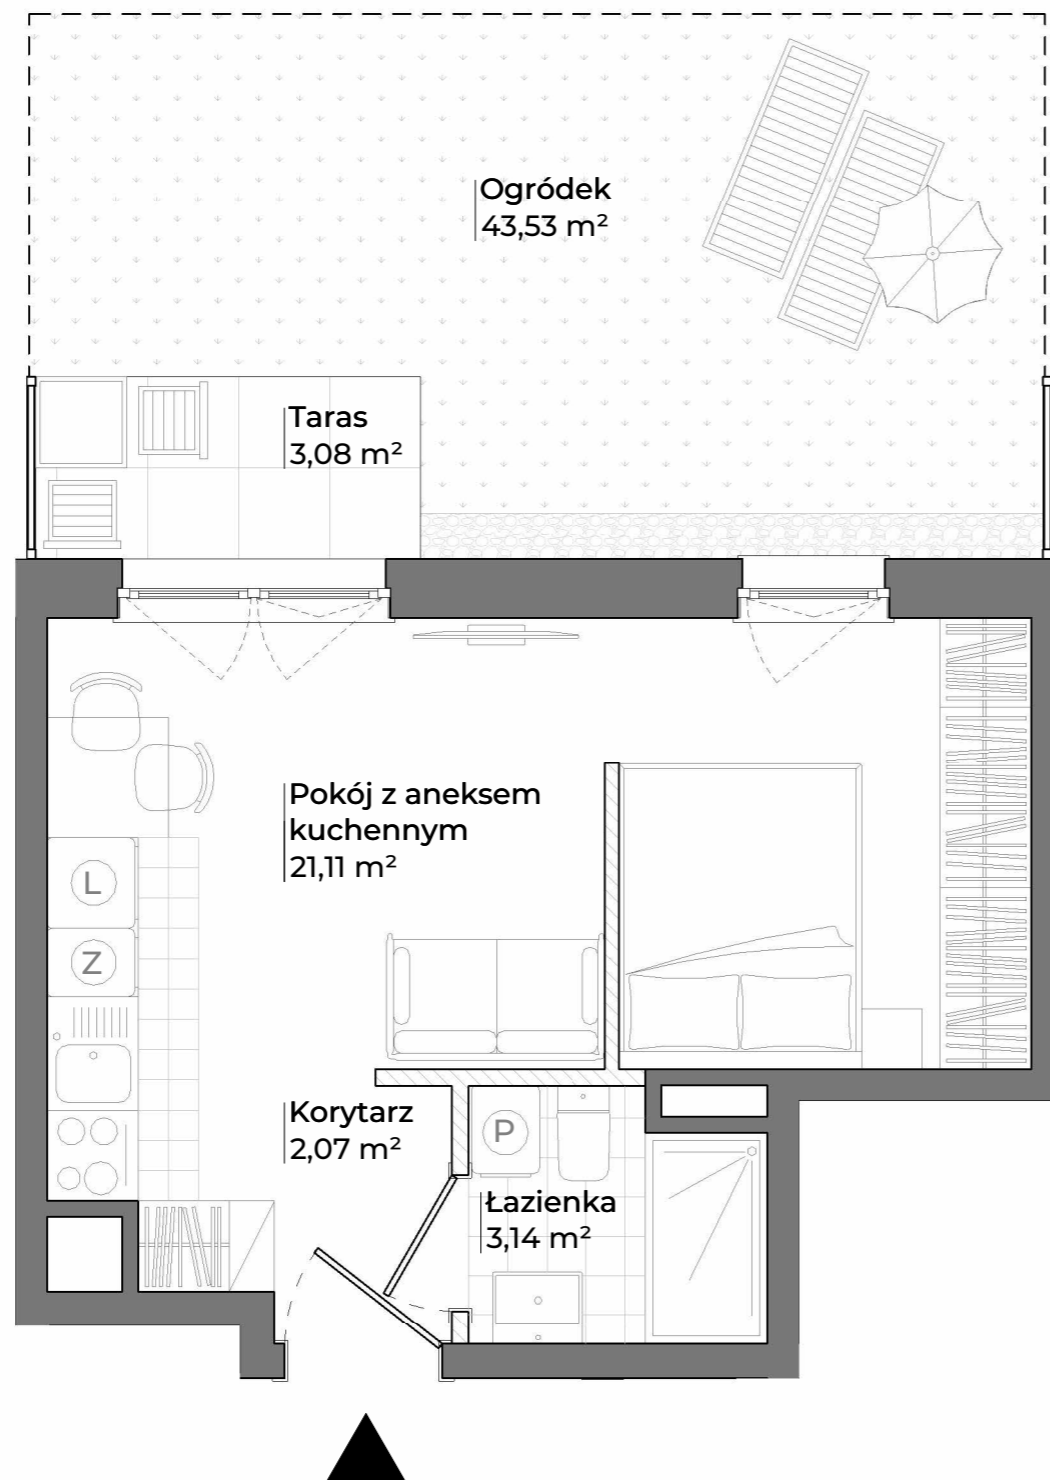 Ogródek
43,53 m²
Taras
3,08 m²
Pokój z aneksem
kuchennym
21,11 m²
L
Z
Korytarz
2,07 m²
P
Łazienka
3,14 m²